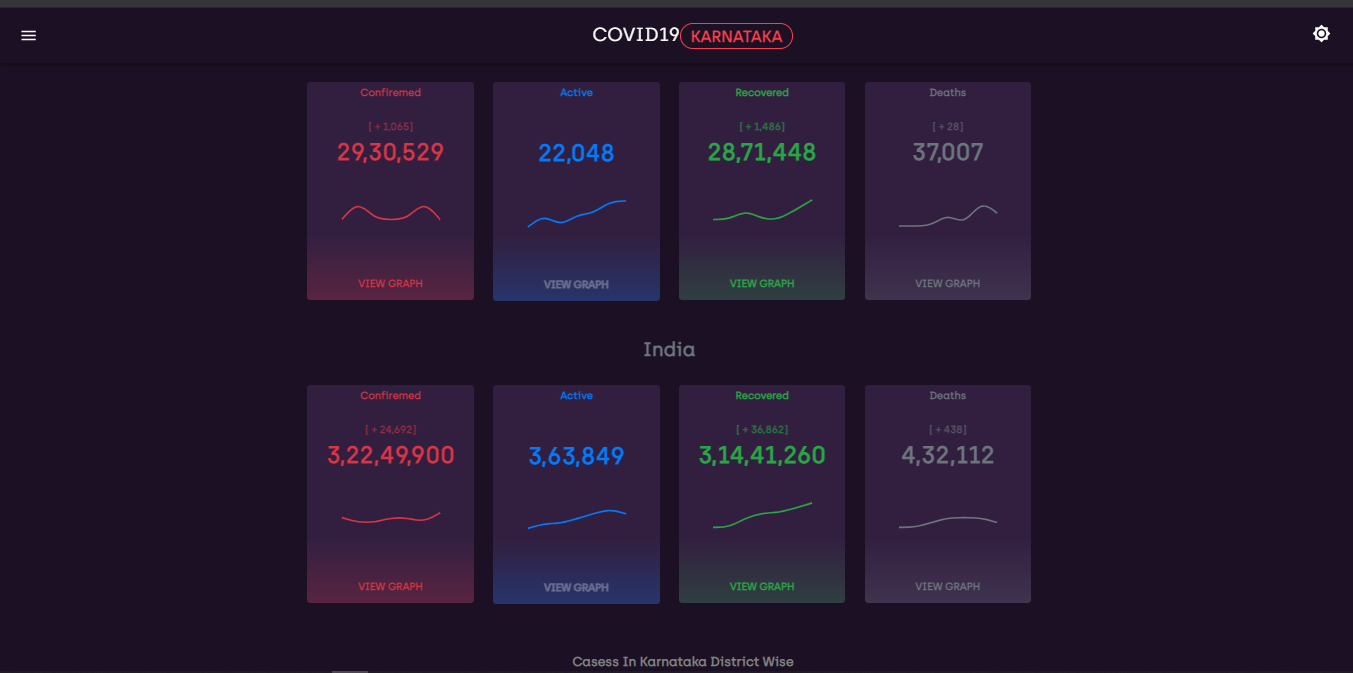 COVID19 KARNATAKA
Confiremed Active Recovered Deaths
[ + 1,065] [ + 1,486] [ + 28]
29,30,529 22,048 28,71,448 37,007
VIEW GRAPH VIEW GRAPH VIEW GRAPH VIEW GRAPH
India
Confiremed Active Recovered Deaths
[ + 24,692] [ + 36,862] [ + 438]
3,22,49,900 3,63,849 3,14,41,260 4,32,112
VIEW GRAPH VIEW GRAPH VIEW GRAPH VIEW GRAPH
Casess In Karnataka District Wise